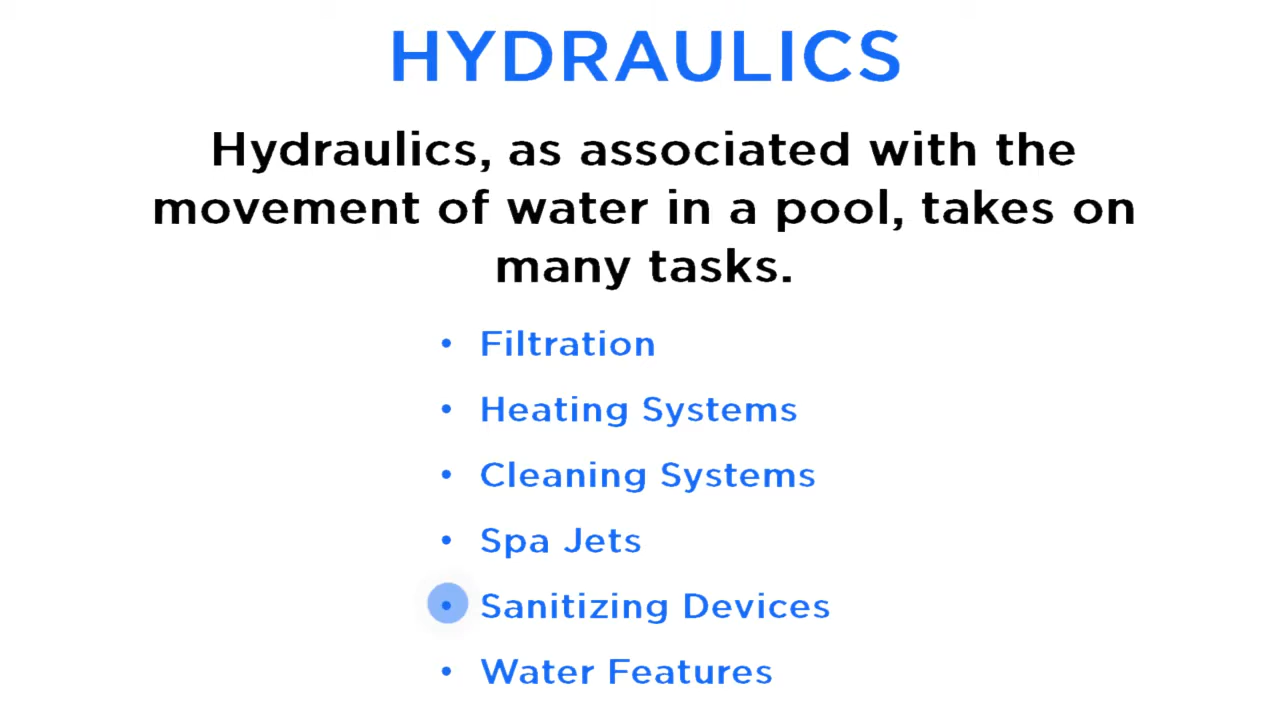 HYDRAULICS
Hydraulics, as associated with the
movement of water in a pool, takes on
many tasks.
• Filtration
• Heating Systems
• Cleaning Systems
• Spa Jets
• Sanitizing Devices
• Water Features